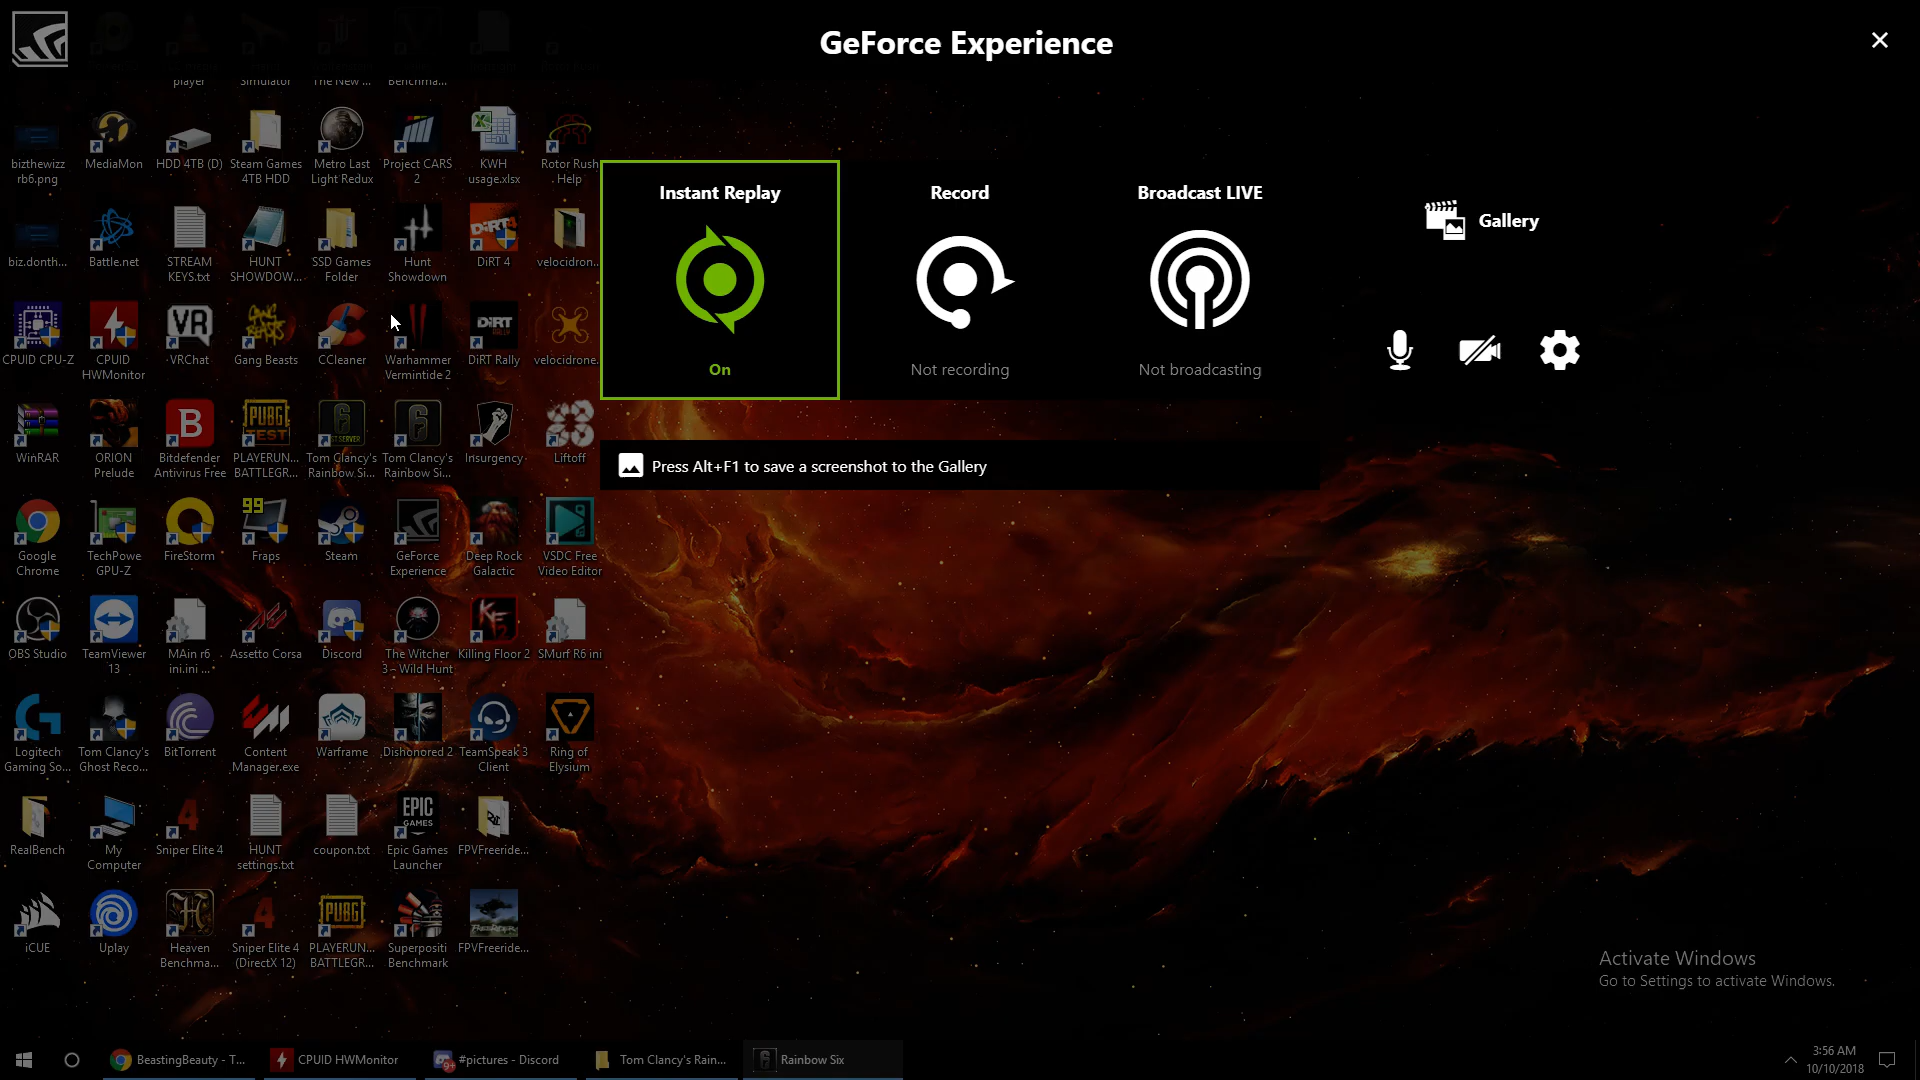 GeForce Experience
player
Simulator
The New ...
Benchma...
bizthewizz
rb6.png
MediaMon
HDD 4TB (D)
Steam Games
4TB HDD
Metro Last
Light Redux
Project CARS
2
KWH
usage.xlsx
Rotor Rush
Help
Instant Replay
On
Record
Not recording
Broadcast LIVE
Not broadcasting
Gallery
biz.donth...
Battle.net
STREAM
KEYS.txt
HUNT
SHOWDOW...
SSD Games
Folder
Hunt
Showdown
DiRT 4
velocidron...
CPUID CPU-Z
CPUID
HWMonitor
VRChat
Gang Beasts
CCleaner
Warhammer
Vermintide 2
DiRT Rally
velocidrone...
Press Alt+F1 to save a screenshot to the Gallery
WinRAR
ORION
Prelude
Bitdefender
Antivirus Free
PLAYERUN...
BATTLEGR...
Tom Clancy's
Rainbow Si...
Tom Clancy's
Rainbow Si...
Insurgency
Liftoff
Google
Chrome
TechPowe
GPU-Z
FireStorm
Fraps
Steam
GeForce
Experience
Deep Rock
Galactic
VSDC Free
Video Editor
OBS Studio
TeamViewer
13
MAin r6
ini.ini ...
Assetto Corsa
Discord
The Witcher
3 – Wild Hunt
Killing Floor 2
SMurf R6 ini
Logitech
Gaming So...
Tom Clancy's
Ghost Reco...
BitTorrent
Content
Manager.exe
Warframe
Dishonored 2
TeamSpeak 3
Client
Ring of
Elysium
RealBench
My
Computer
Sniper Elite 4
HUNT
settings.txt
coupon.txt
Epic Games
Launcher
FPVFreeride...
iCUE
Uplay
Heaven
Benchma...
Sniper Elite 4
(DirectX 12)
PLAYERUN...
BATTLEGR...
Superpositi
Benchmark
FPVFreeride...
Activate Windows
Go to Settings to activate Windows.
BeastingBeauty - T...
CPUID HWMonitor
#pictures - Discord
Tom Clancy's Rain...
Rainbow Six
3:56 AM
10/10/2018